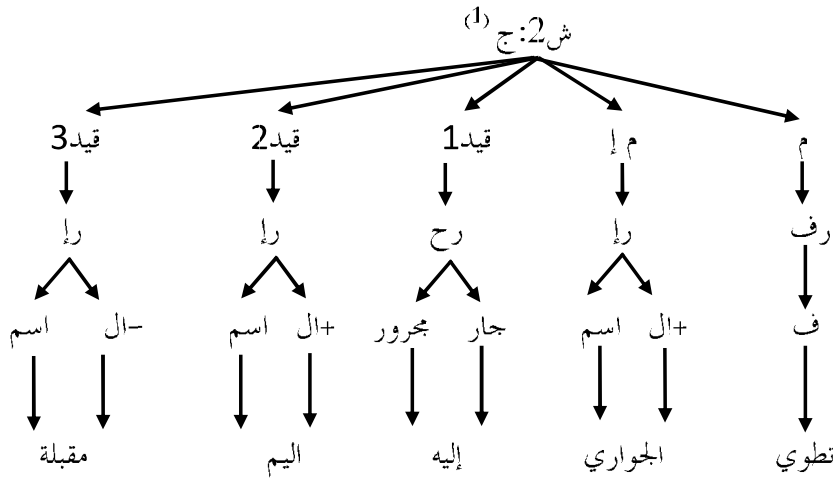 ش2: ج (1)
م م إ قيد1 قيد2 قيد3
رف رإ رح رإ رإ
ف +ال اسم جار مجرور +ال اسم –ال اسم
تطوي الجواري إليه اليم مقبلة